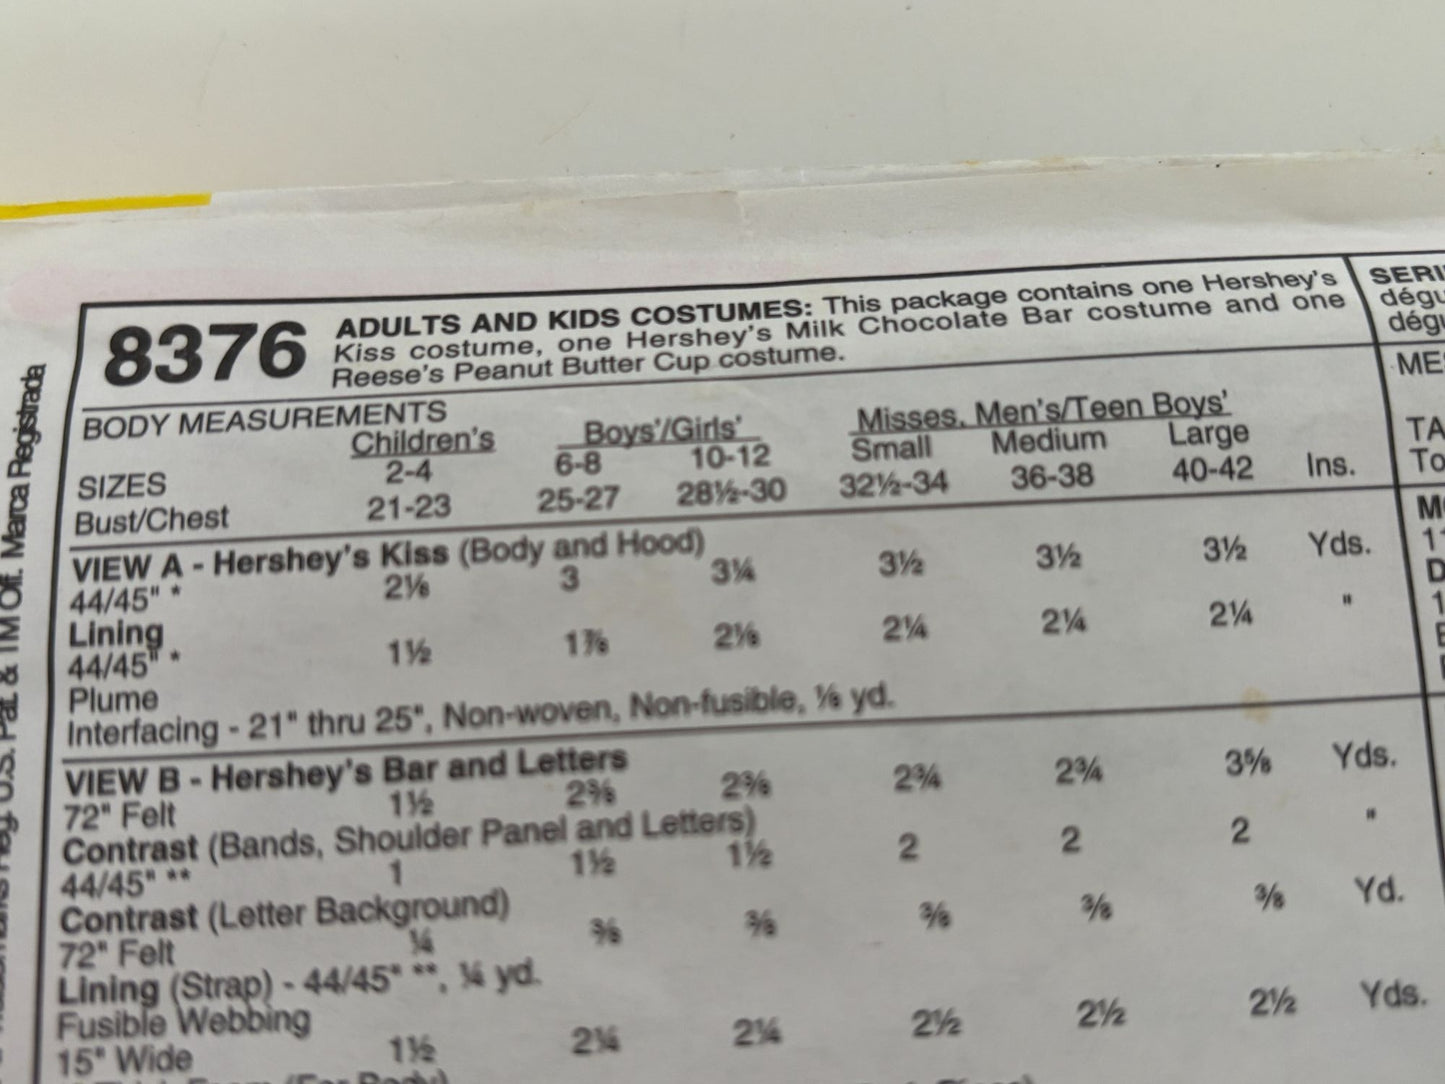 8376 ADULTS AND KIDS COSTUMES: This package contains one Hershey's
Kiss costume, one Hershey's Milk Chocolate Bar costume and one
Reese's Peanut Butter Cup costume.
BODY MEASUREMENTS
Children's Boys'/Girls' Misses, Men's/Teen Boys'
Small Medium Large
SIZES 2-4 6-8 10-12
Bust/Chest 21-23 25-27 28½-30 32½-34 36-38 40-42 Ins.
VIEW A - Hershey's Kiss (Body and Hood)
44/45" * 2⅛ 3 3¼ 3½ 3½ 3½ Yds.
Lining
44/45" * 1½ 1⅞ 2⅛ 2¼ 2¼ 2¼ "
Plume
Interfacing - 21" thru 25", Non-woven, Non-fusible, ⅛ yd.
VIEW B - Hershey's Bar and Letters
72" Felt 1½ 2⅜ 2⅜ 2¾ 2¾ 3⅝ Yds.
Contrast (Bands, Shoulder Panel and Letters)
44/45" ** 1 1½ 1½ 2 2 2 "
Contrast (Letter Background)
72" Felt ¼ ⅜ ⅜ ⅜ ⅜ ⅜ Yd.
Lining (Strap) - 44/45" **, ¼ yd.
Fusible Webbing
15" Wide 1½ 2¼ 2¼ 2½ 2½ 2½ Yds.
Pat. & TM Off. Marca Registrada
SERI
dégu
dégu
ME
TA
To